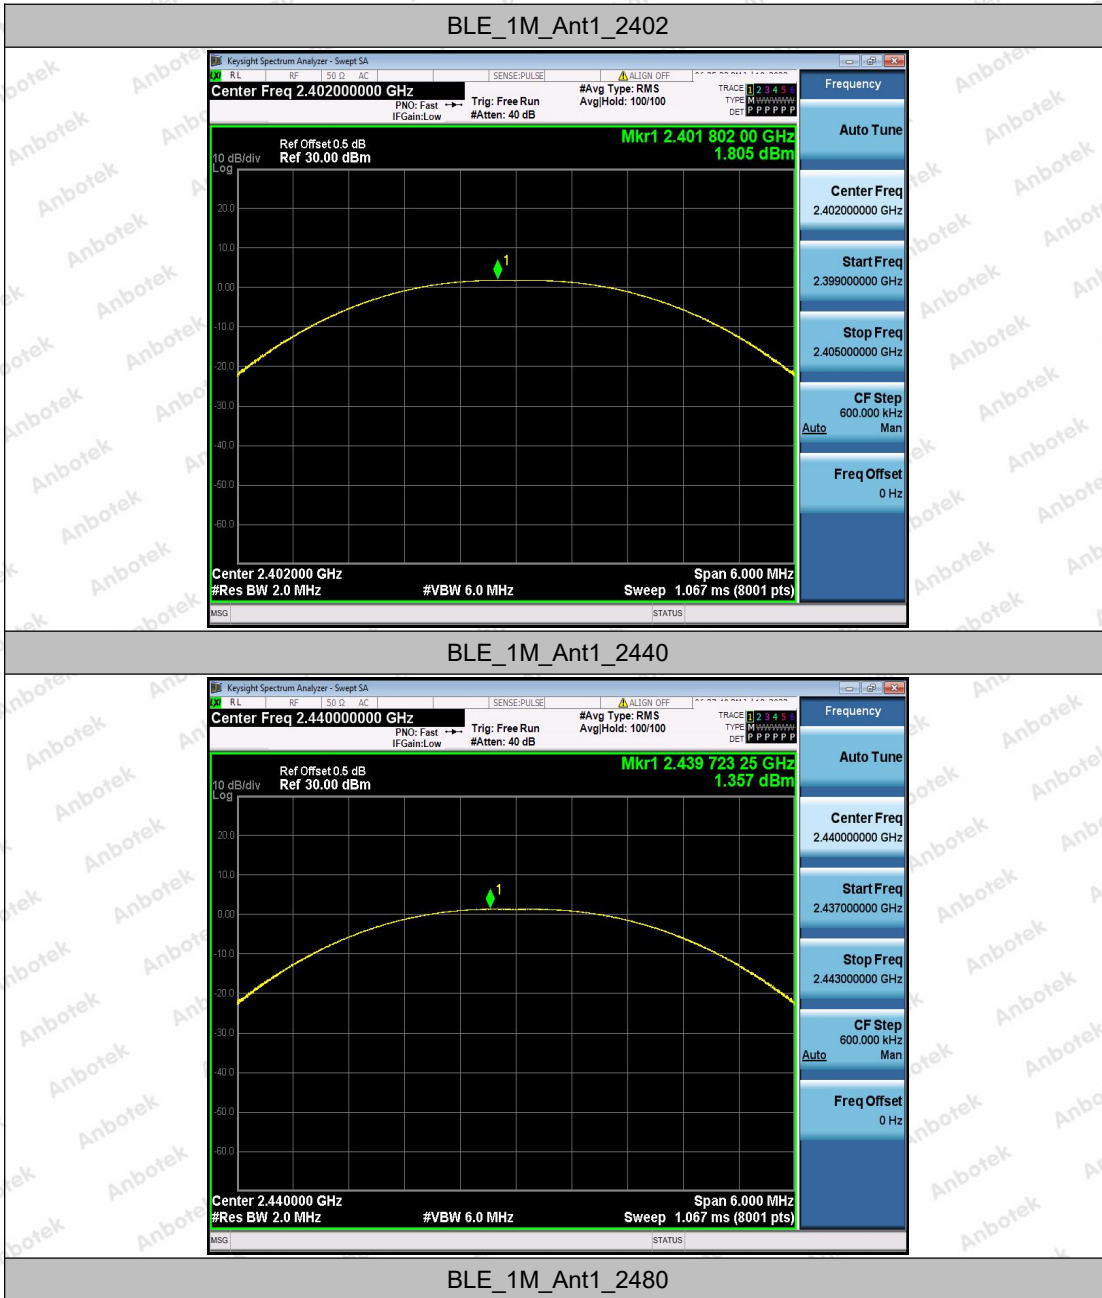 BLE_1M_Ant1_2402
Keysight Spectrum Analyzer - Swept SA
RL RF 50 Ω AC SENSE:PULSE ALIGN OFF
Center Freq 2.402000000 GHz
PNO: Fast
IFGain:Low
Trig: Free Run
#Atten: 40 dB
#Avg Type: RMS
Avg|Hold: 100/100
TRACE 1 2 3 4 5 6
TYPE M W W W W W
DET P P P P P P
Mkr1 2.401 802 00 GHz
1.805 dBm
Ref Offset 0.5 dB
10 dB/div Ref 30.00 dBm
Log
20.0
10.0
0.00
-10.0
-20.0
-30.0
-40.0
-50.0
-60.0
1
Center 2.402000 GHz Span 6.000 MHz
#Res BW 2.0 MHz #VBW 6.0 MHz Sweep 1.067 ms (8001 pts)
MSG STATUS
Frequency
Auto Tune
Center Freq
2.402000000 GHz
Start Freq
2.399000000 GHz
Stop Freq
2.405000000 GHz
CF Step
600.000 kHz
Auto Man
Freq Offset
0 Hz
BLE_1M_Ant1_2440
Keysight Spectrum Analyzer - Swept SA
RL RF 50 Ω AC SENSE:PULSE ALIGN OFF
Center Freq 2.440000000 GHz
PNO: Fast
IFGain:Low
Trig: Free Run
#Atten: 40 dB
#Avg Type: RMS
Avg|Hold: 100/100
TRACE 1 2 3 4 5 6
TYPE M W W W W W
DET P P P P P P
Mkr1 2.439 723 25 GHz
1.357 dBm
Ref Offset 0.5 dB
10 dB/div Ref 30.00 dBm
Log
20.0
10.0
0.00
-10.0
-20.0
-30.0
-40.0
-50.0
-60.0
1
Center 2.440000 GHz Span 6.000 MHz
#Res BW 2.0 MHz #VBW 6.0 MHz Sweep 1.067 ms (8001 pts)
MSG STATUS
Frequency
Auto Tune
Center Freq
2.440000000 GHz
Start Freq
2.437000000 GHz
Stop Freq
2.443000000 GHz
CF Step
600.000 kHz
Auto Man
Freq Offset
0 Hz
BLE_1M_Ant1_2480